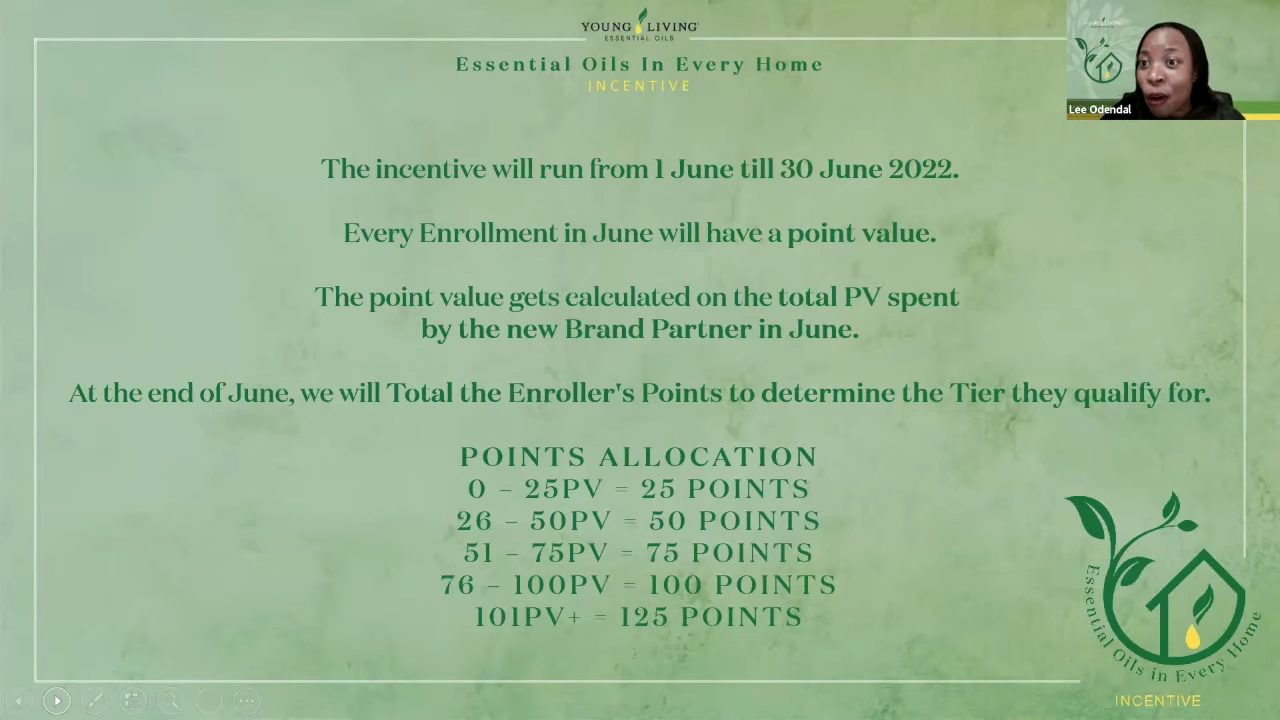 YOUNG LIVING
ESSENTIAL OILS
Essential Oils In Every Home
INCENTIVE
Lee Odendal
The incentive will run from 1 June till 30 June 2022.
Every Enrollment in June will have a point value.
The point value gets calculated on the total PV spent
by the new Brand Partner in June.
At the end of June, we will Total the Enroller's Points to determine the Tier they qualify for.
POINTS ALLOCATION
0 – 25PV = 25 POINTS
26 – 50PV = 50 POINTS
51 – 75PV = 75 POINTS
76 – 100PV = 100 POINTS
101PV+ = 125 POINTS
Essential Oils in Every Home
INCENTIVE